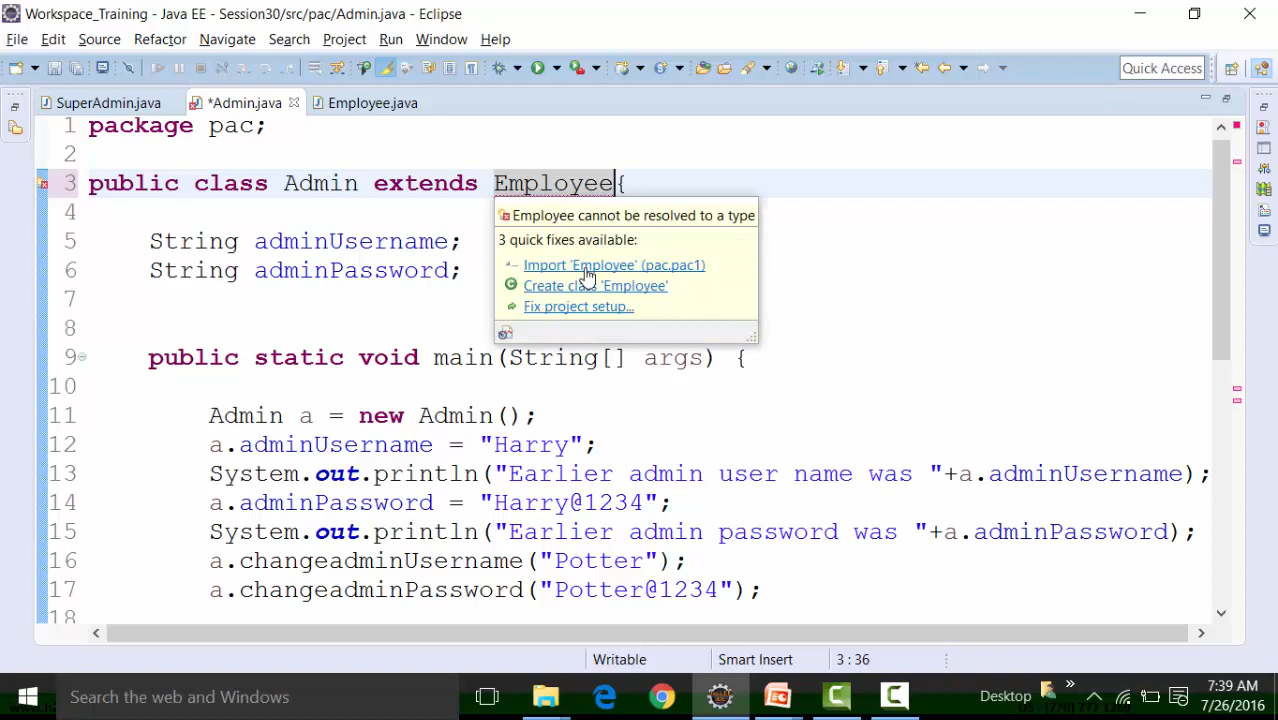 Workspace_Training - Java EE - Session30/src/pac/Admin.java - Eclipse
File Edit Source Refactor Navigate Search Project Run Window Help
Quick Access
SuperAdmin.java *Admin.java Employee.java
1 package pac;
2
3 public class Admin extends Employee{
4
Employee cannot be resolved to a type
3 quick fixes available:
Import 'Employee' (pac.pac1)
Create class 'Employee'
Fix project setup...
5 String adminUsername;
6 String adminPassword;
7
8
9 public static void main(String[] args) {
10
11 Admin a = new Admin();
12 a.adminUsername = "Harry";
13 System.out.println("Earlier admin user name was "+a.adminUsername);
14 a.adminPassword = "Harry@1234";
15 System.out.println("Earlier admin password was "+a.adminPassword);
16 a.changeadminUsername("Potter");
17 a.changeadminPassword("Potter@1234");
18
Writable Smart Insert 3 : 36
Search the web and Windows
Desktop
7:39 AM
7/26/2016